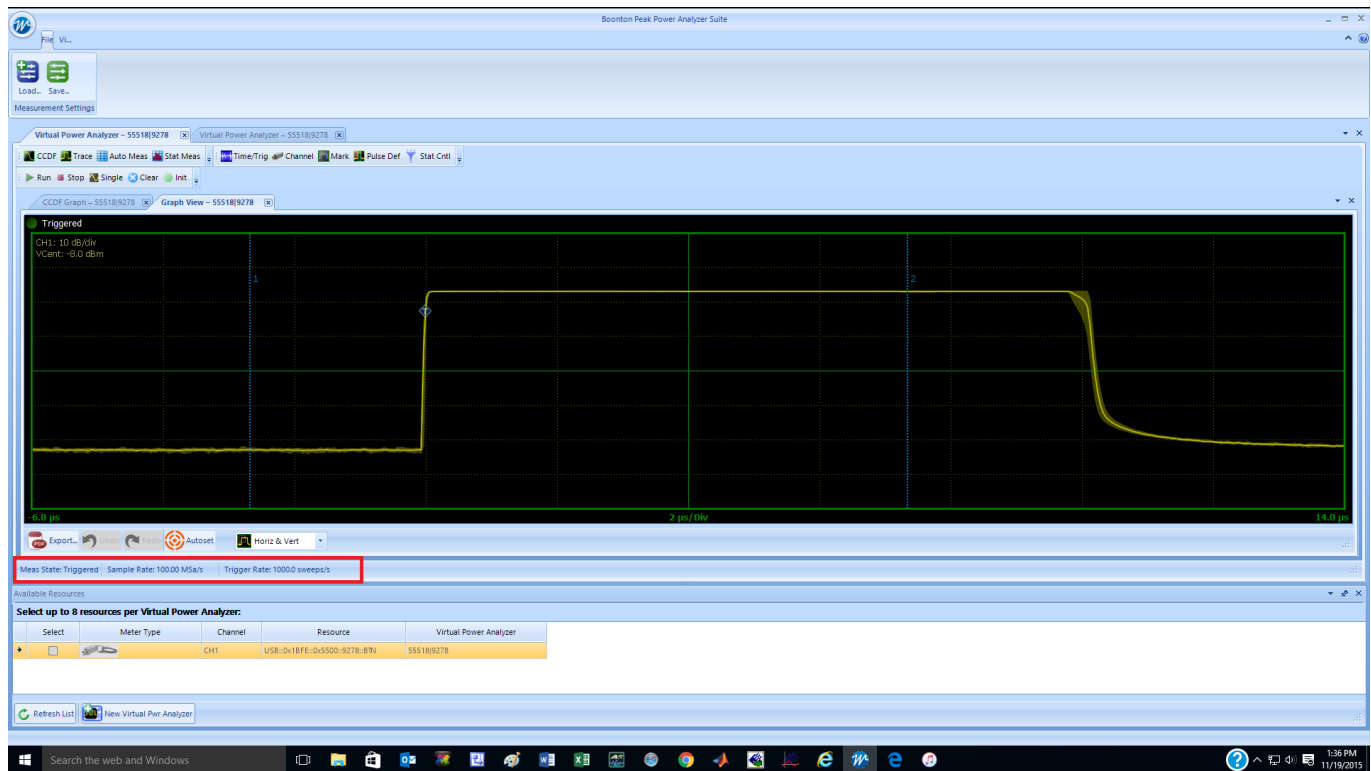 Boonton Peak Power Analyzer Suite
File Vi...
Load... Save...
Measurement Settings
Virtual Power Analyzer – 55518|9278 Virtual Power Analyzer – 55518|9278
CCDF Trace Auto Meas Stat Meas Time/Trig Channel Mark Pulse Def Stat Cntl
Run Stop Single Clear Init
CCDF Graph – 55518|9278 Graph View – 55518|9278
Triggered
CH1: 10 dB/div
VCent: -8.0 dBm
1
2
T
-6.0 µs 2 µs/Div 14.0 µs
Export... Undo Redo Autoset Horiz & Vert
Meas State: Triggered Sample Rate: 100.00 MSa/s Trigger Rate: 1000.0 sweeps/s
Available Resources
Select up to 8 resources per Virtual Power Analyzer:
Select Meter Type Channel Resource Virtual Power Analyzer
CH1 USB::0x1BFE::0x5500::9278::BTN 55518|9278
Refresh List New Virtual Pwr Analyzer
Search the web and Windows
1:36 PM
11/19/2015